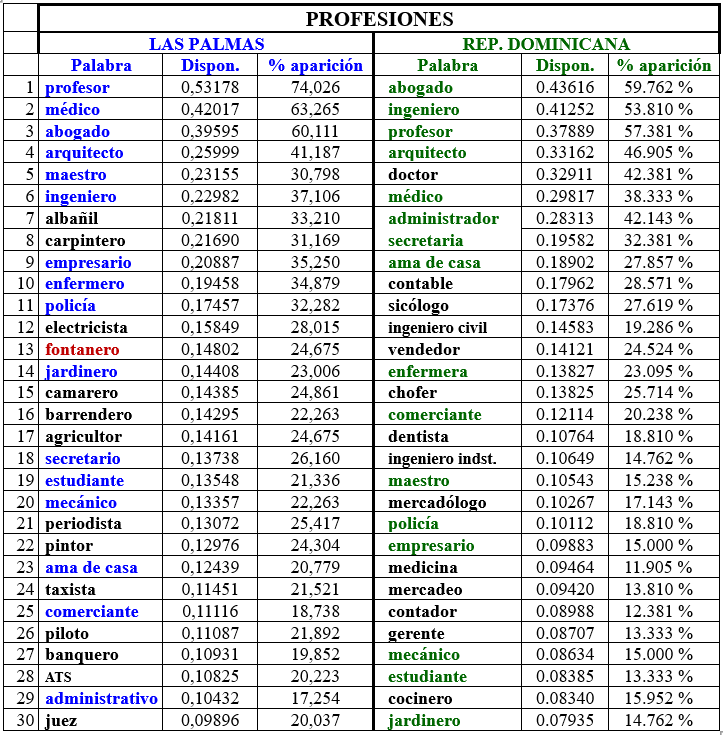 PROFESIONES
LAS PALMAS REP. DOMINICANA
Palabra Dispon. % aparición Palabra Dispon. % aparición
1 profesor 0,53178 74,026 abogado 0.43616 59.762 %
2 médico 0,42017 63,265 ingeniero 0.41252 53.810 %
3 abogado 0,39595 60,111 profesor 0.37889 57.381 %
4 arquitecto 0,25999 41,187 arquitecto 0.33162 46.905 %
5 maestro 0,23155 30,798 doctor 0.32911 42.381 %
6 ingeniero 0,22982 37,106 médico 0.29817 38.333 %
7 albañil 0,21811 33,210 administrador 0.28313 42.143 %
8 carpintero 0,21690 31,169 secretaria 0.19582 32.381 %
9 empresario 0,20887 35,250 ama de casa 0.18902 27.857 %
10 enfermero 0,19458 34,879 contable 0.17962 28.571 %
11 policía 0,17457 32,282 sicólogo 0.17376 27.619 %
12 electricista 0,15849 28,015 ingeniero civil 0.14583 19.286 %
13 fontanero 0,14802 24,675 vendedor 0.14121 24.524 %
14 jardinero 0,14408 23,006 enfermera 0.13827 23.095 %
15 camarero 0,14385 24,861 chofer 0.13825 25.714 %
16 barrendero 0,14295 22,263 comerciante 0.12114 20.238 %
17 agricultor 0,14161 24,675 dentista 0.10764 18.810 %
18 secretario 0,13738 26,160 ingeniero indst. 0.10649 14.762 %
19 estudiante 0,13548 21,336 maestro 0.10543 15.238 %
20 mecánico 0,13357 22,263 mercadólogo 0.10267 17.143 %
21 periodista 0,13072 25,417 policía 0.10112 18.810 %
22 pintor 0,12976 24,304 empresario 0.09883 15.000 %
23 ama de casa 0,12439 20,779 medicina 0.09464 11.905 %
24 taxista 0,11451 21,521 mercadeo 0.09420 13.810 %
25 comerciante 0,11116 18,738 contador 0.08988 12.381 %
26 piloto 0,11087 21,892 gerente 0.08707 13.333 %
27 banquero 0,10931 19,852 mecánico 0.08634 15.000 %
28 ATS 0,10825 20,223 estudiante 0.08385 13.333 %
29 administrativo 0,10432 17,254 cocinero 0.08340 15.952 %
30 juez 0,09896 20,037 jardinero 0.07935 14.762 %